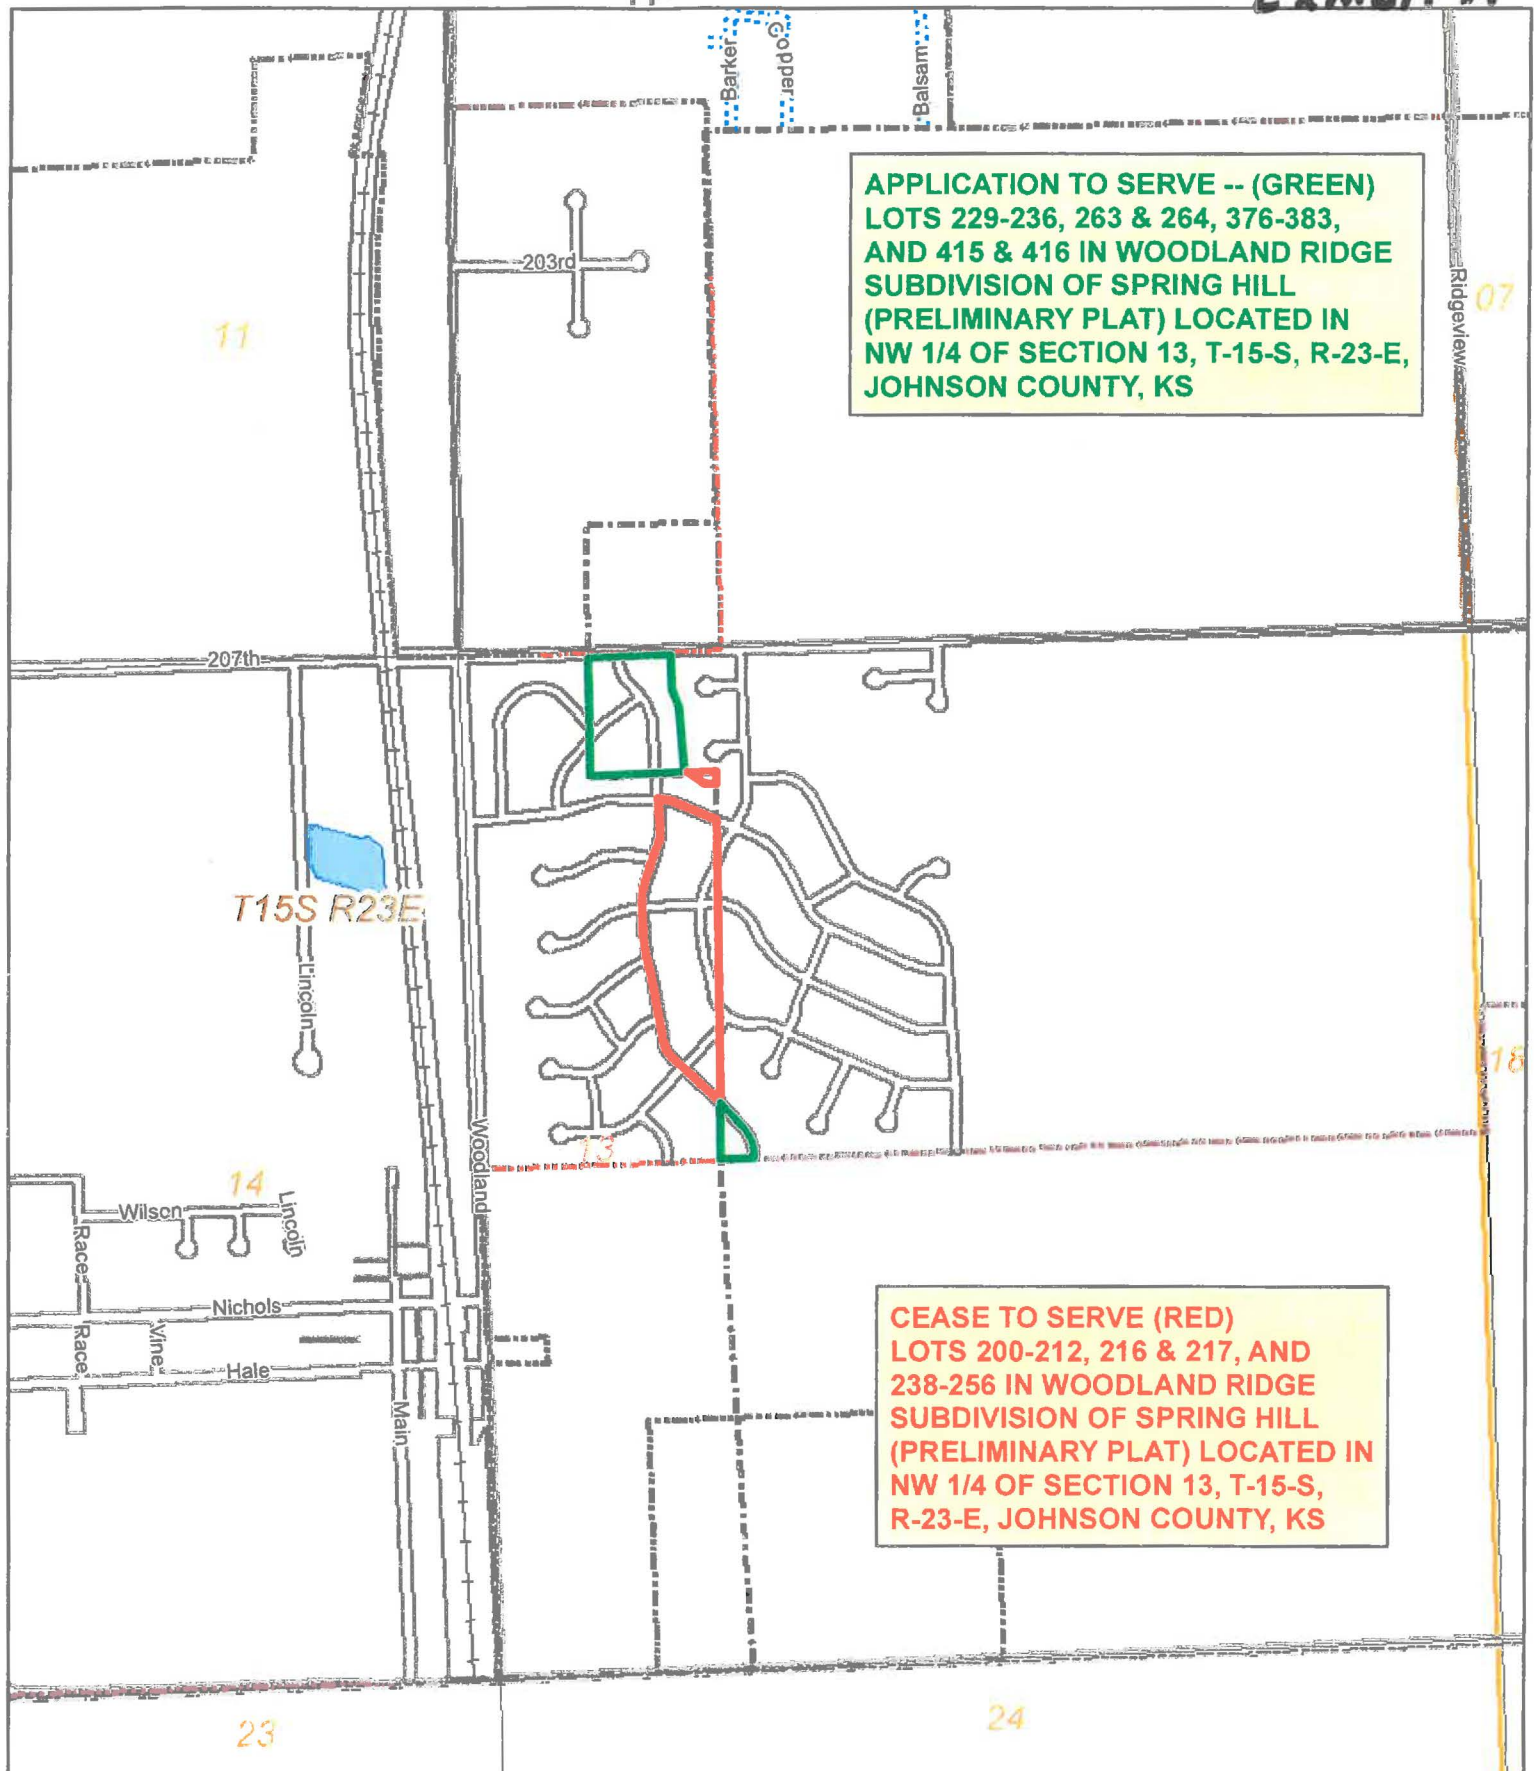 Barker
Copper
Balsam
APPLICATION TO SERVE -- (GREEN)
LOTS 229-236, 263 & 264, 376-383,
AND 415 & 416 IN WOODLAND RIDGE
SUBDIVISION OF SPRING HILL
(PRELIMINARY PLAT) LOCATED IN
NW 1/4 OF SECTION 13, T-15-S, R-23-E,
JOHNSON COUNTY, KS
203rd
Ridgeview
07
11
207th
T15S R23E
Lincoln
18
Woodland
13
14
Wilson
Lincoln
Race
Nichols
Race
Vine
Hale
Main
CEASE TO SERVE (RED)
LOTS 200-212, 216 & 217, AND
238-256 IN WOODLAND RIDGE
SUBDIVISION OF SPRING HILL
(PRELIMINARY PLAT) LOCATED IN
NW 1/4 OF SECTION 13, T-15-S,
R-23-E, JOHNSON COUNTY, KS
23
24